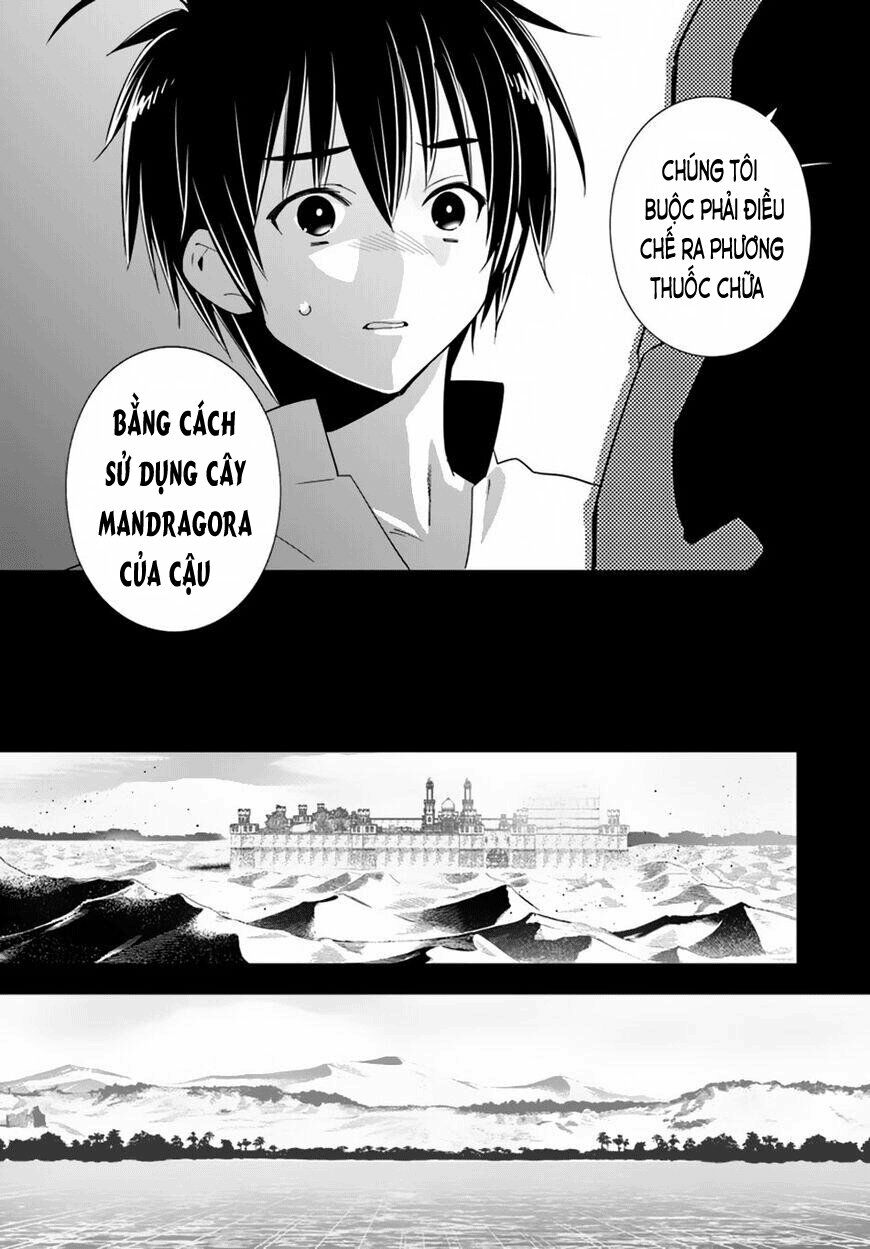 CHÚNG TÔI
BUỘC PHẢI ĐIỀU
CHẾ RA PHƯƠNG
THUỐC CHỮA
BẰNG CÁCH
SỬ DỤNG CÂY
MANDRAGORA
CỦA CẬU